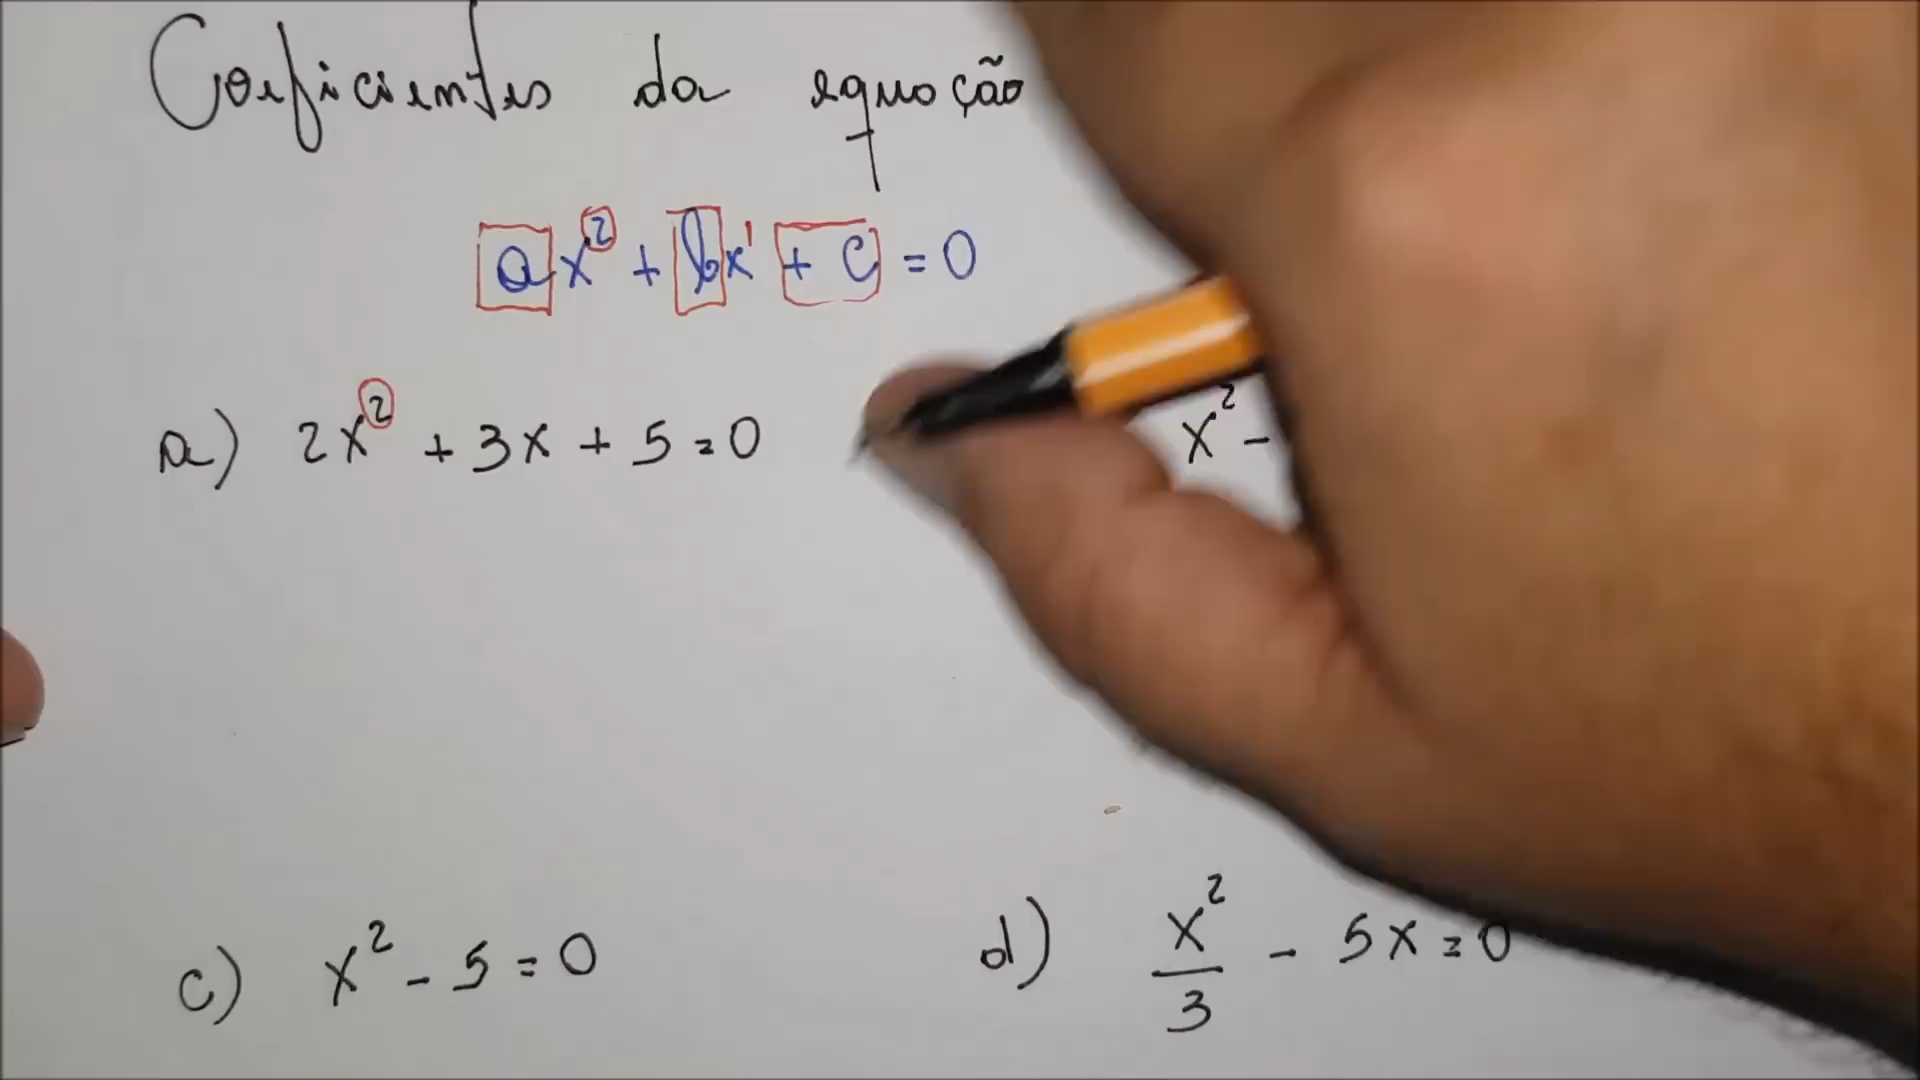 Coeficientes da equação
ax² + bx¹ + c = 0
a) 2x² + 3x + 5 = 0
x² -
c) x² - 5 = 0
d) x²/3 - 5x = 0